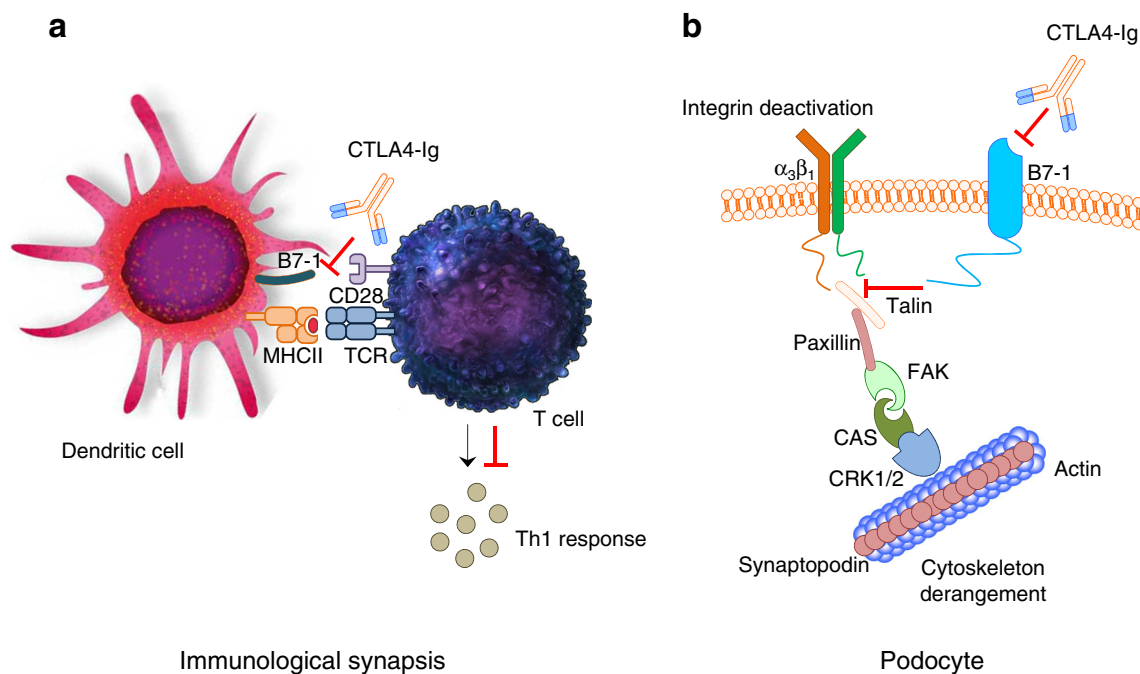 a
CTLA4-Ig
B7-1
CD28
MHCII
TCR
T cell
Dendritic cell
Th1 response
Immunological synapsis
b
CTLA4-Ig
Integrin deactivation
α3β1
B7-1
Talin
Paxillin
FAK
CAS
CRK1/2
Actin
Synaptopodin
Cytoskeleton
derangement
Podocyte